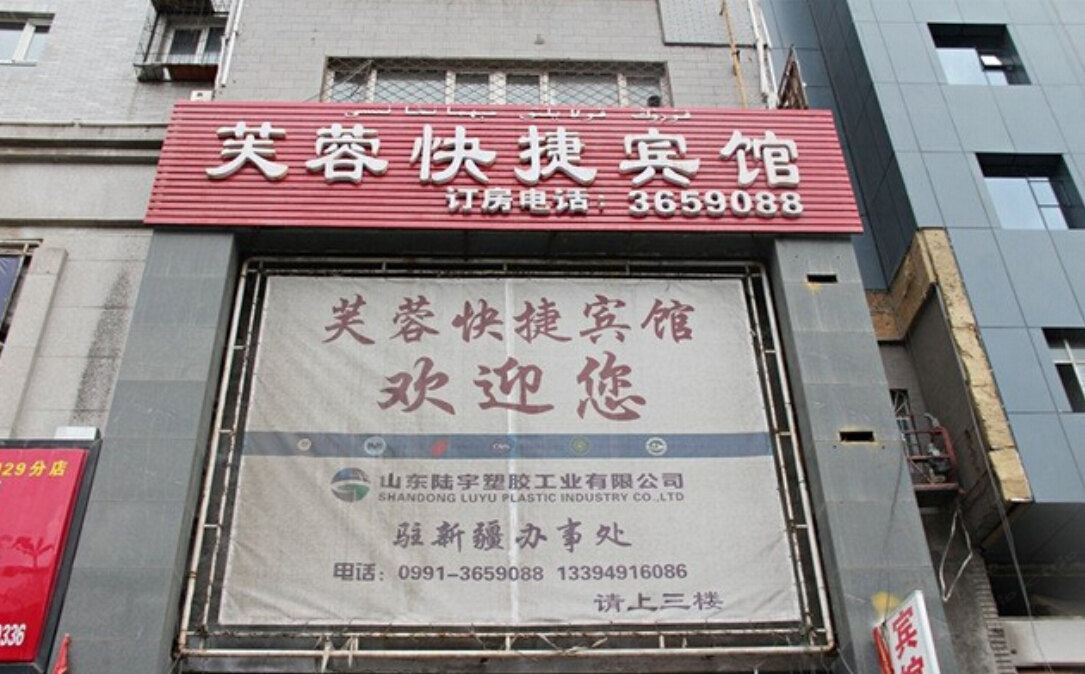 芙蓉快捷宾馆
订房电话：3659088
芙蓉快捷宾馆
欢迎您
山东陆宇塑胶工业有限公司
SHANDONG LUYU PLASTIC INDUSTRY CO.,LTD
驻新疆办事处
电话：0991-3659088 13394916086
请上三楼
29分店
336
宾馆